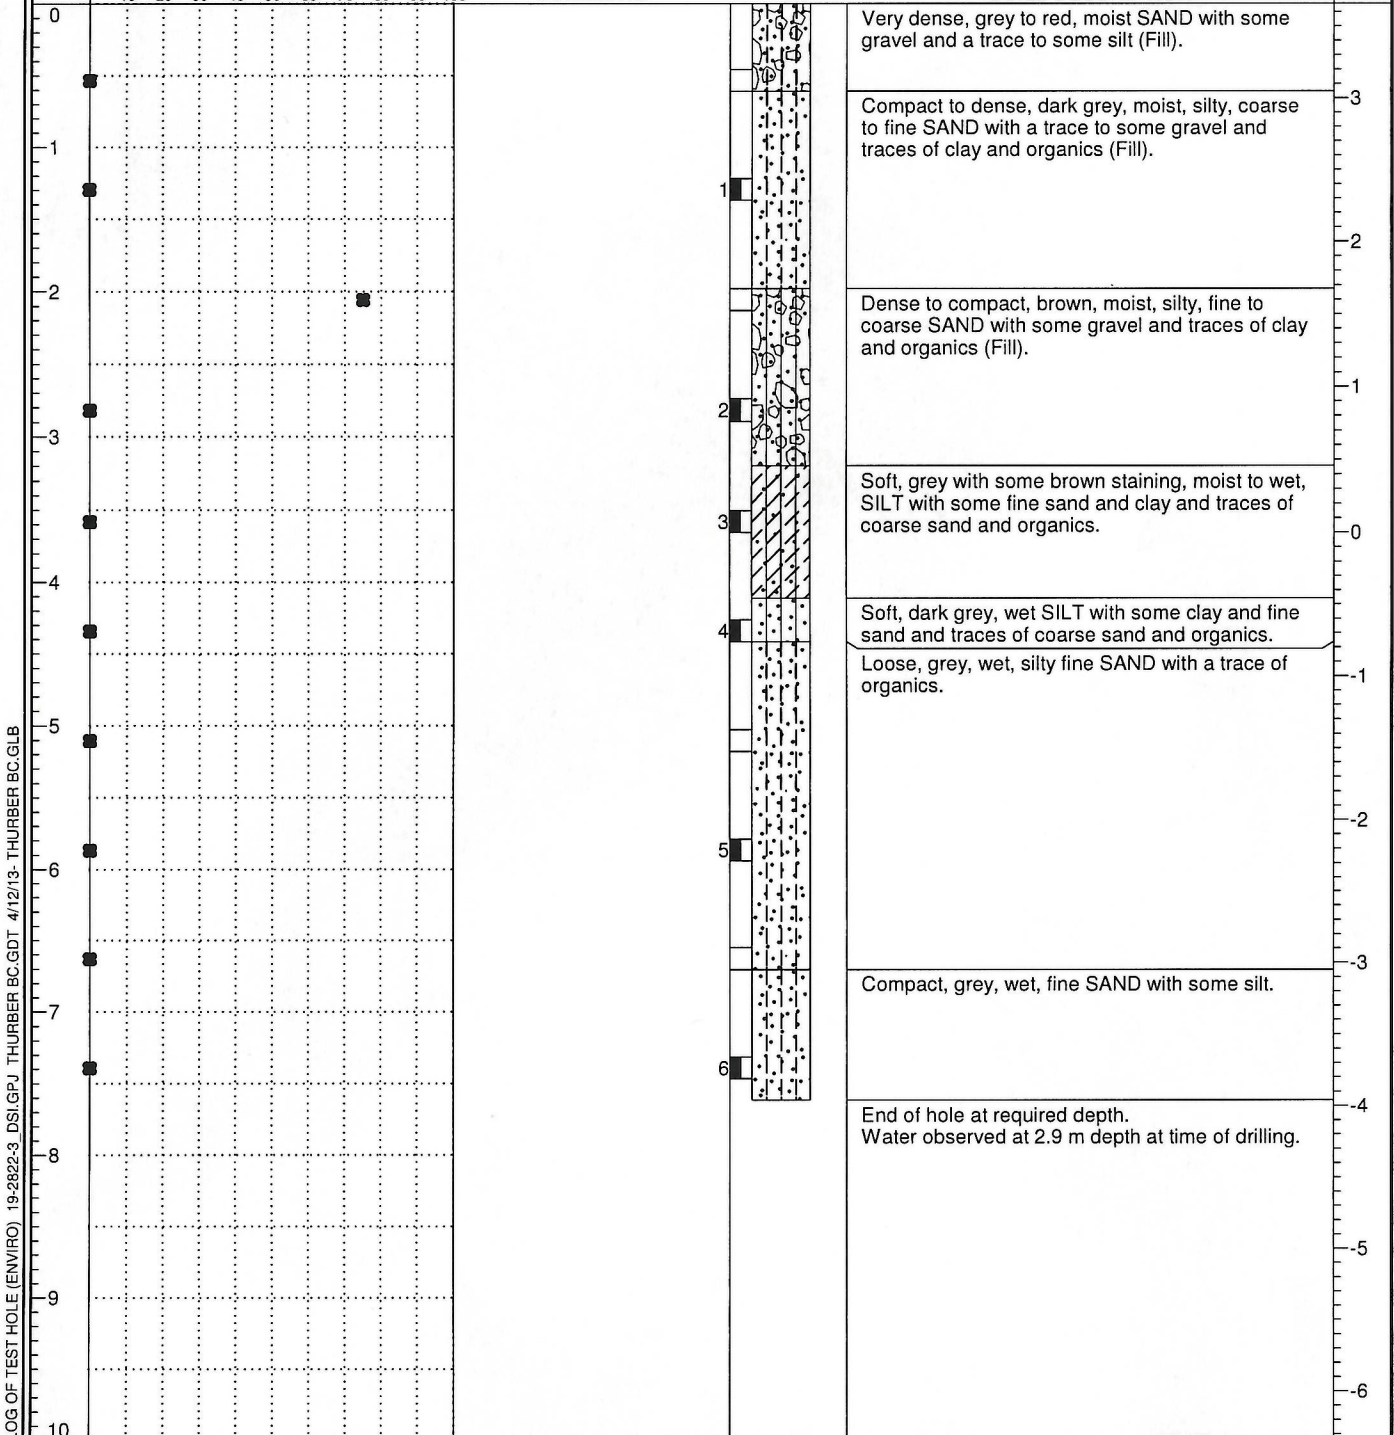 0
1
2
3
4
5
6
7
8
9
10
1
2
3
4
5
6
Very dense, grey to red, moist SAND with some
gravel and a trace to some silt (Fill).
Compact to dense, dark grey, moist, silty, coarse
to fine SAND with a trace to some gravel and
traces of clay and organics (Fill).
Dense to compact, brown, moist, silty, fine to
coarse SAND with some gravel and traces of clay
and organics (Fill).
Soft, grey with some brown staining, moist to wet,
SILT with some fine sand and clay and traces of
coarse sand and organics.
Soft, dark grey, wet SILT with some clay and fine
sand and traces of coarse sand and organics.
Loose, grey, wet, silty fine SAND with a trace of
organics.
Compact, grey, wet, fine SAND with some silt.
End of hole at required depth.
Water observed at 2.9 m depth at time of drilling.
3
2
1
0
-1
-2
-3
-4
-5
-6
OG OF TEST HOLE (ENVIRO) 19-2822-3_DSI.GPJ THURBER BC.GDT 4/12/13- THURBER BC.GLB